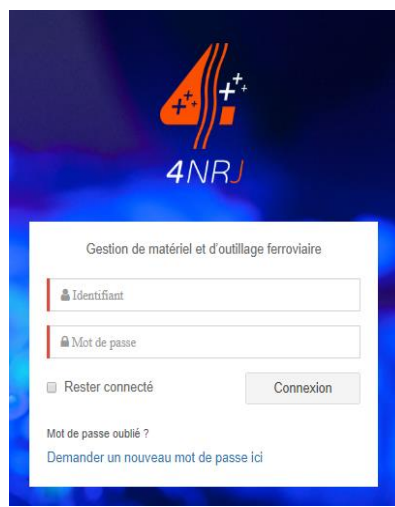 4NRJ
Gestion de matériel et d'outillage ferroviaire
Identifiant
Mot de passe
Rester connecté
Connexion
Mot de passe oublié ?
Demander un nouveau mot de passe ici